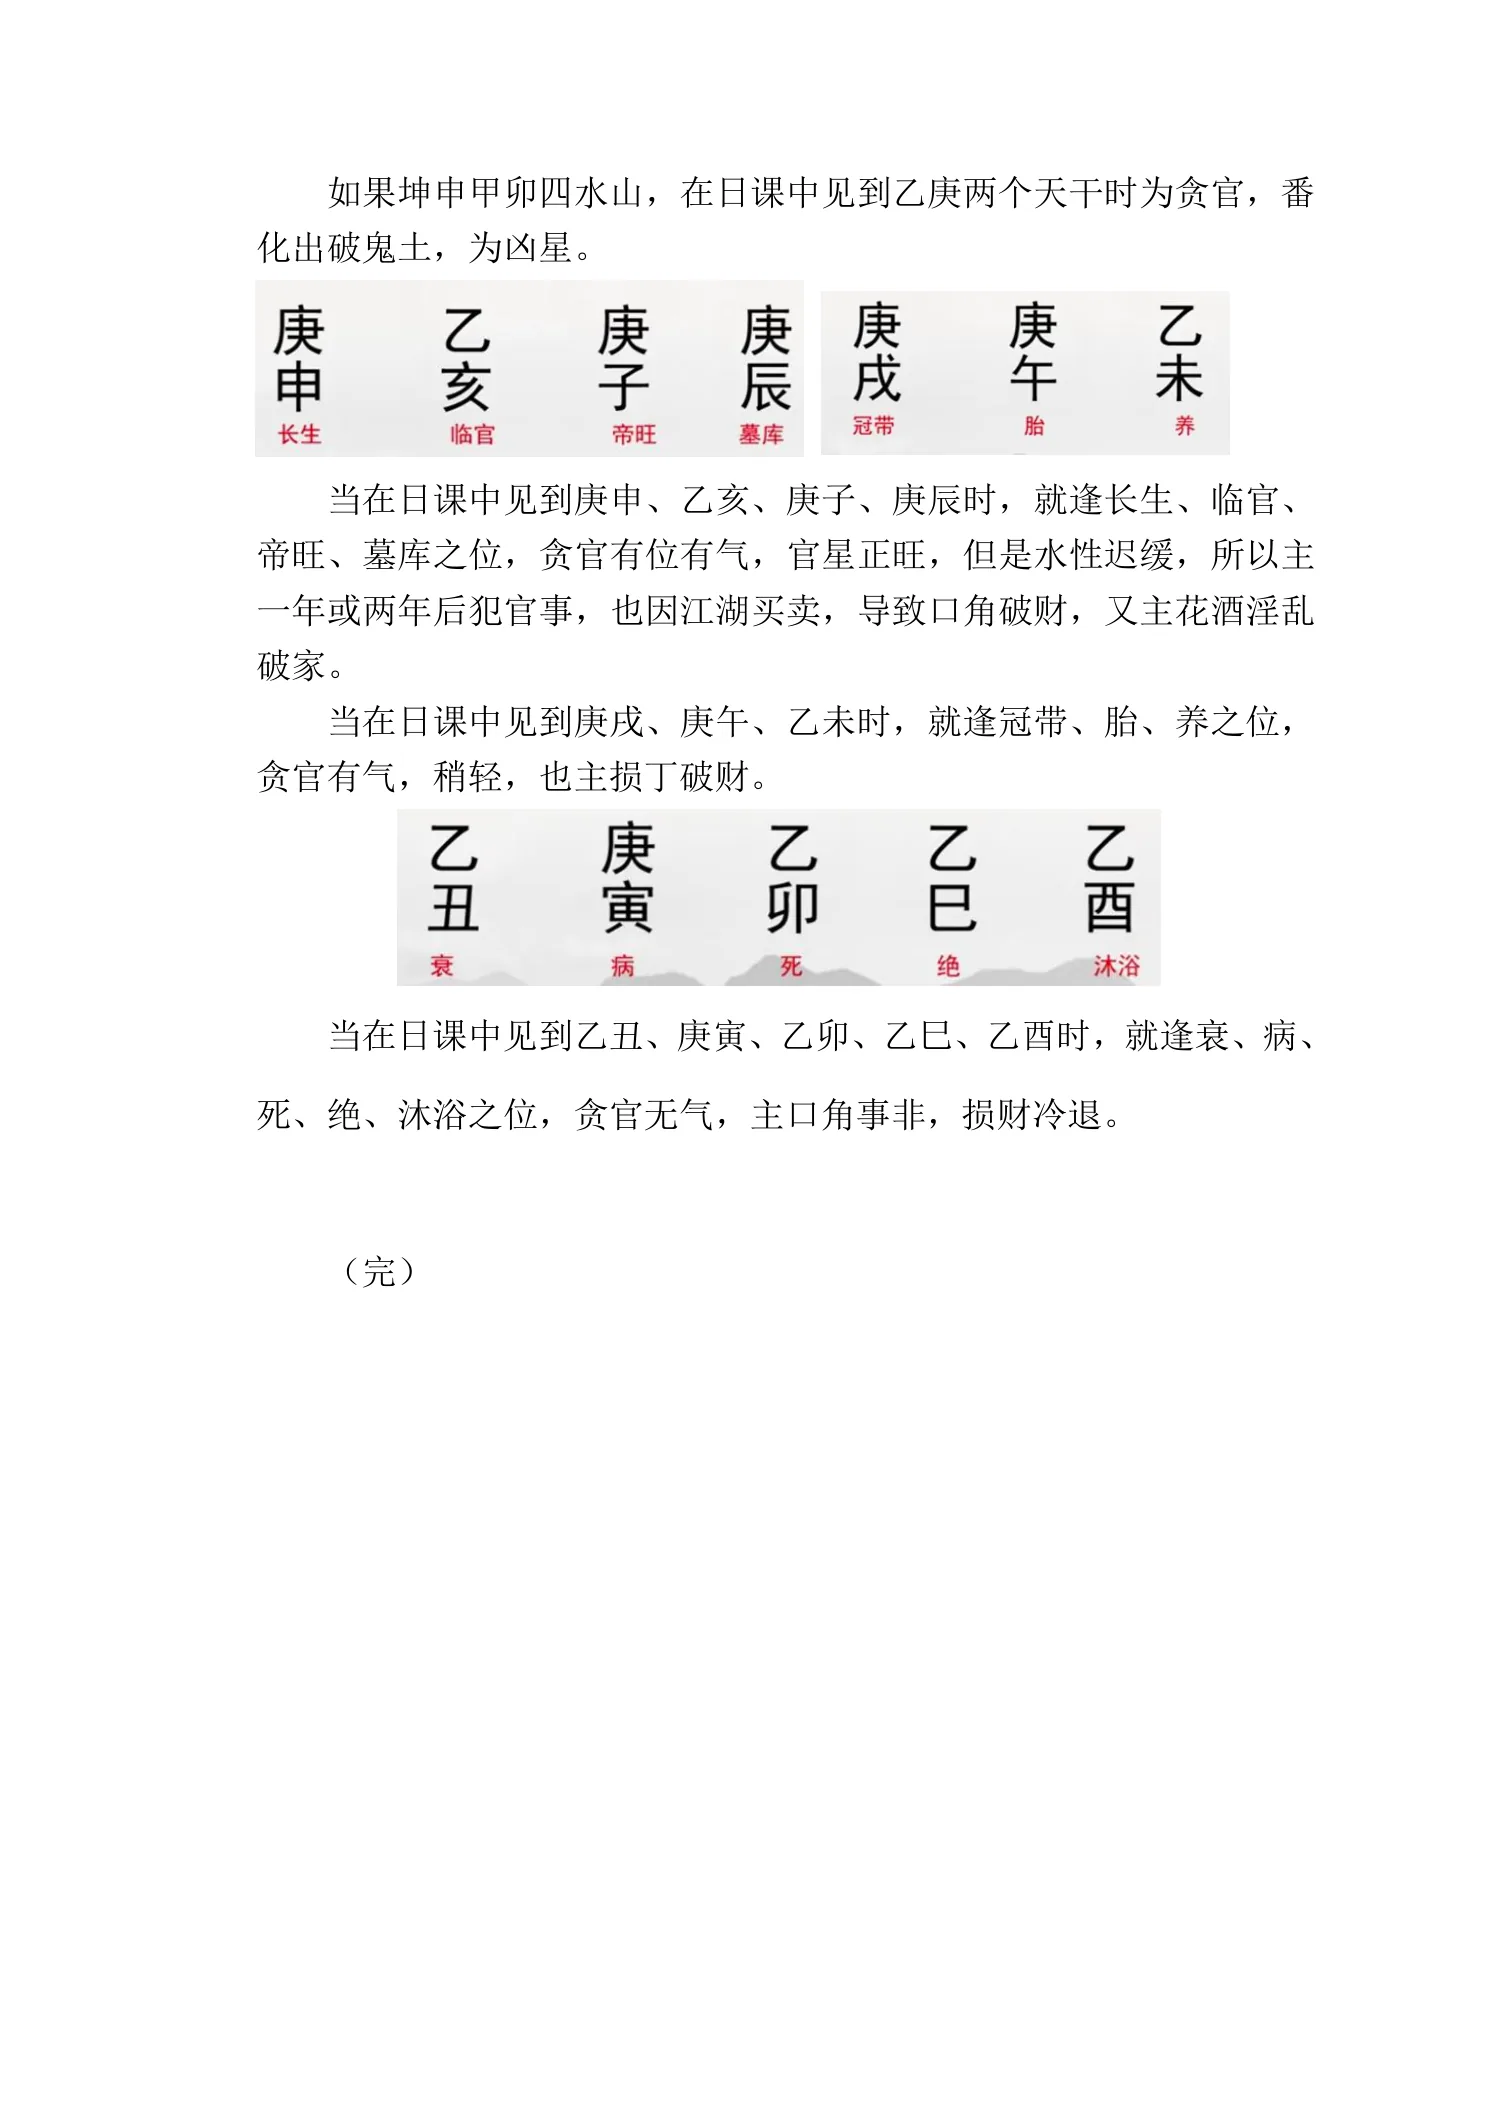 如果坤申甲卯四水山，在日课中见到乙庚两个天干时为贪官，番
化出破鬼土，为凶星。
庚 乙 庚 庚 庚 庚 乙
申 亥 子 辰 戌 午 未
长生 临官 帝旺 墓库 冠带 胎 养
当在日课中见到庚申、乙亥、庚子、庚辰时，就逢长生、临官、
帝旺、墓库之位，贪官有位有气，官星正旺，但是水性迟缓，所以主
一年或两年后犯官事，也因江湖买卖，导致口角破财，又主花酒淫乱
破家。
当在日课中见到庚戌、庚午、乙未时，就逢冠带、胎、养之位，
贪官有气，稍轻，也主损丁破财。
乙 庚 乙 乙 乙
丑 寅 卯 巳 酉
衰 病 死 绝 沐浴
当在日课中见到乙丑、庚寅、乙卯、乙巳、乙酉时，就逢衰、病、
死、绝、沐浴之位，贪官无气，主口角事非，损财冷退。
（完）